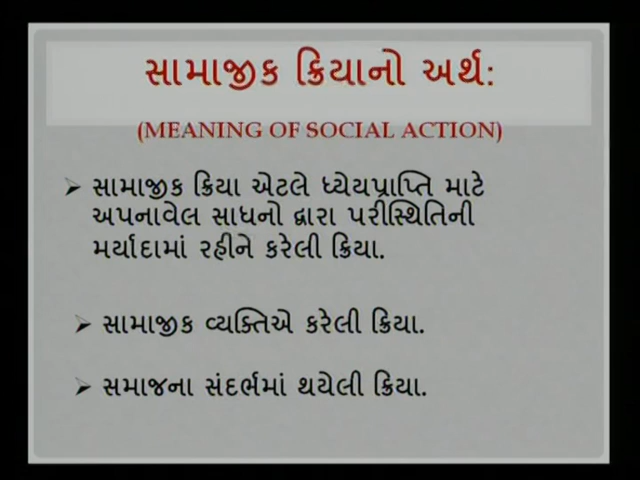 સામાજીક ક્રિયાનો અર્થ:
(MEANING OF SOCIAL ACTION)
➢ સામાજીક ક્રિયા એટલે ધ્યેયપ્રાપ્તિ માટે
અપનાવેલ સાધનો દ્વારા પરીસ્થિતિની
મર્યાદામાં રહીને કરેલી ક્રિયા.
➢ સામાજીક વ્યક્તિએ કરેલી ક્રિયા.
➢ સમાજના સંદર્ભમાં થયેલી ક્રિયા.